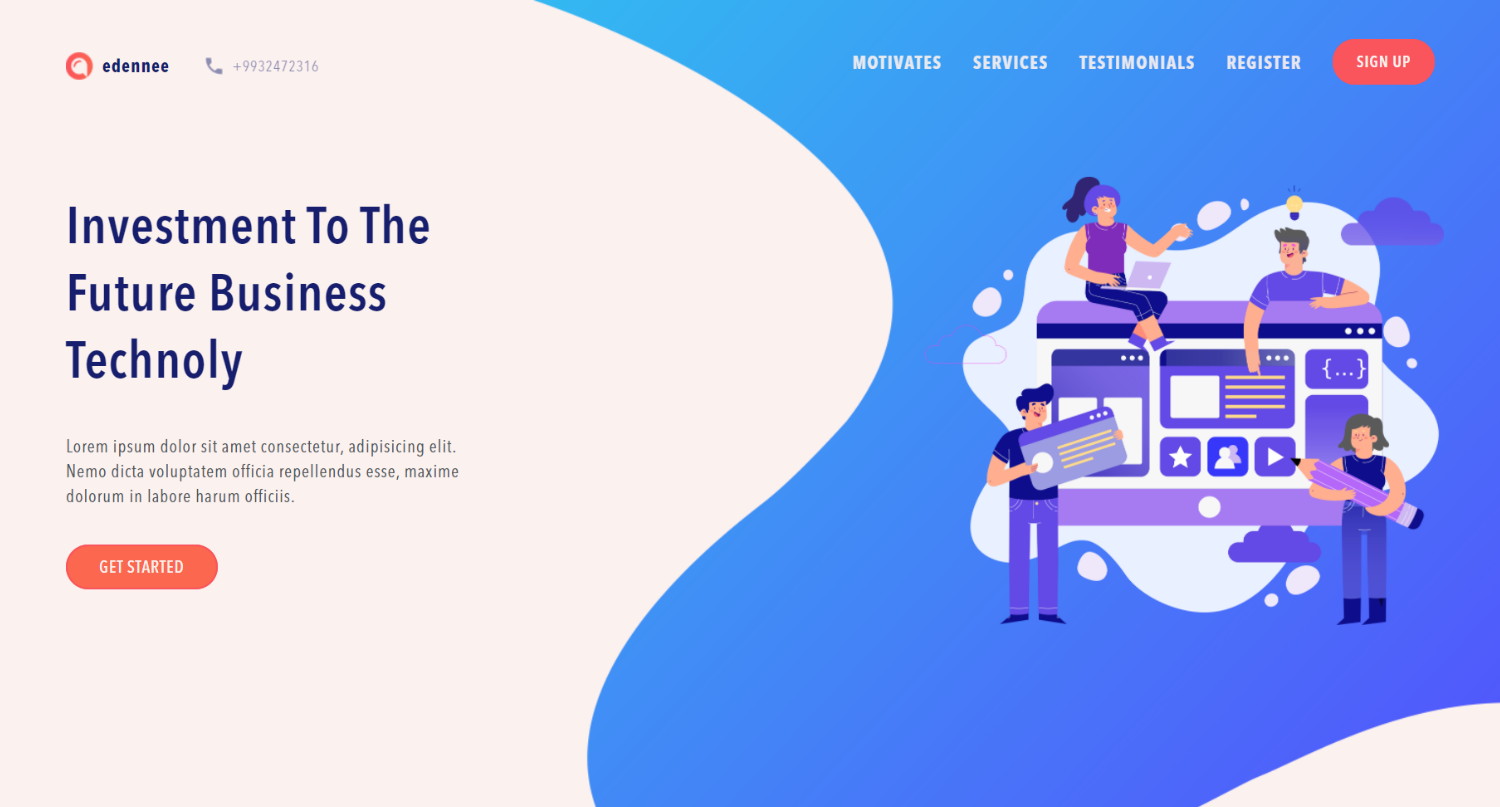 edennee
+9932472316
MOTIVATES
SERVICES
TESTIMONIALS
REGISTER
SIGN UP
Investment To The
Future Business
Technoly
Lorem ipsum dolor sit amet consectetur, adipisicing elit.
Nemo dicta voluptatem officia repellendus esse, maxime
dolorum in labore harum officiis.
GET STARTED
{...}